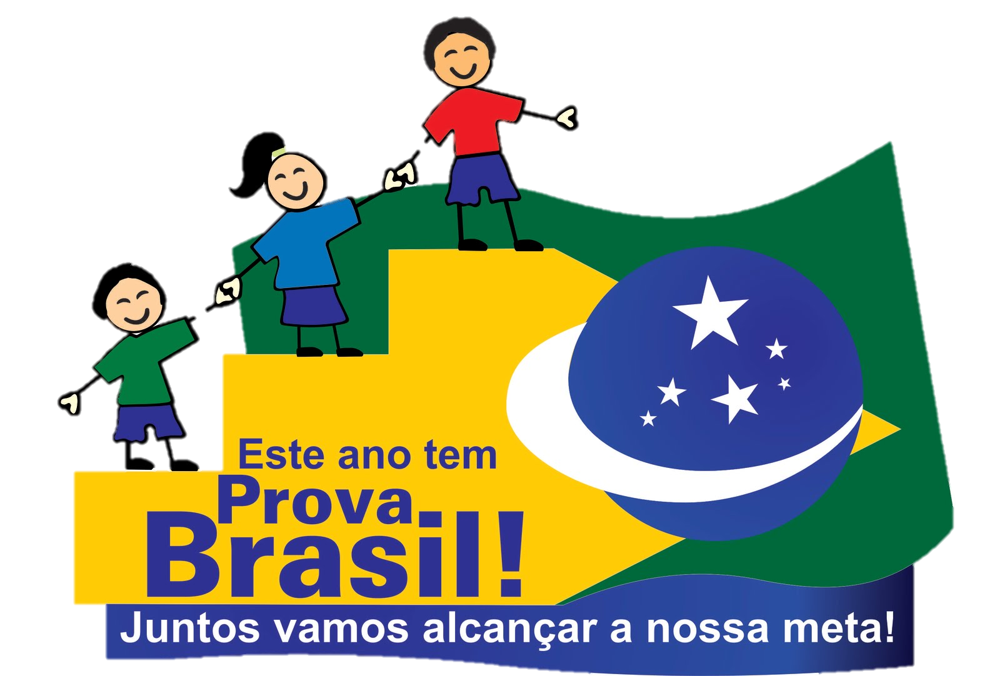 Este ano tem
Prova
Brasil!
Juntos vamos alcançar a nossa meta!